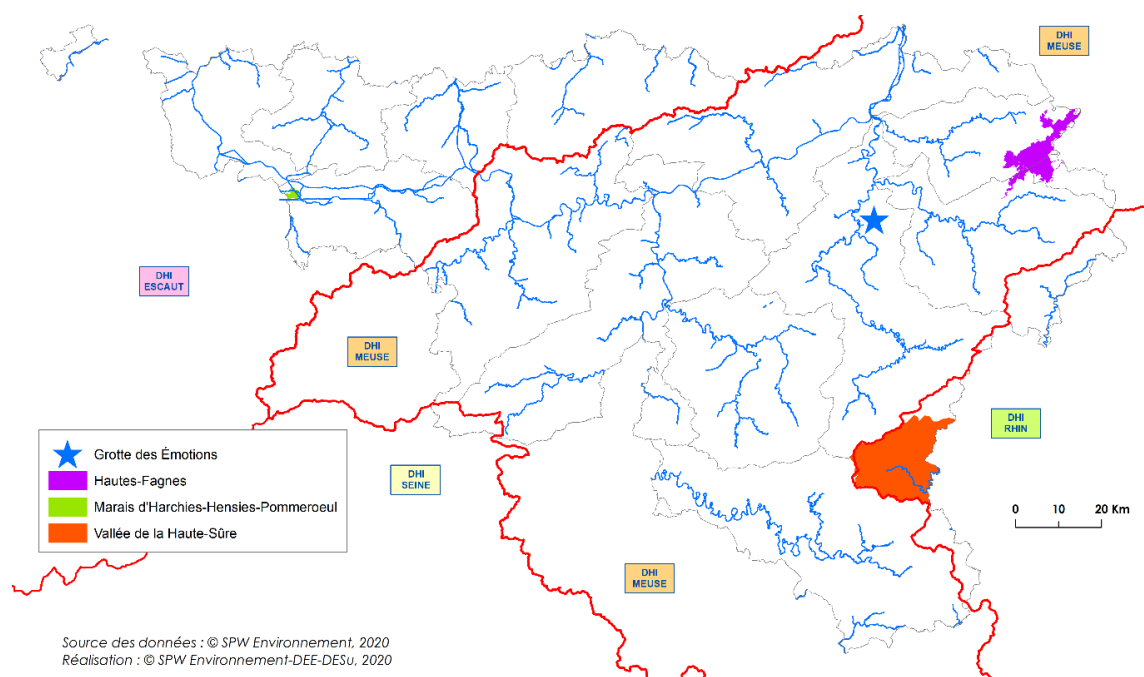 DHI
MEUSE
DHI
ESCAUT
DHI
MEUSE
DHI
RHIN
DHI
SEINE
Grotte des Émotions
Hautes-Fagnes
Marais d'Harchies-Hensies-Pommeroeul
Vallée de la Haute-Sûre
0 10 20 Km
DHI
MEUSE
Source des données : © SPW Environnement, 2020
Réalisation : © SPW Environnement-DEE-DESu, 2020